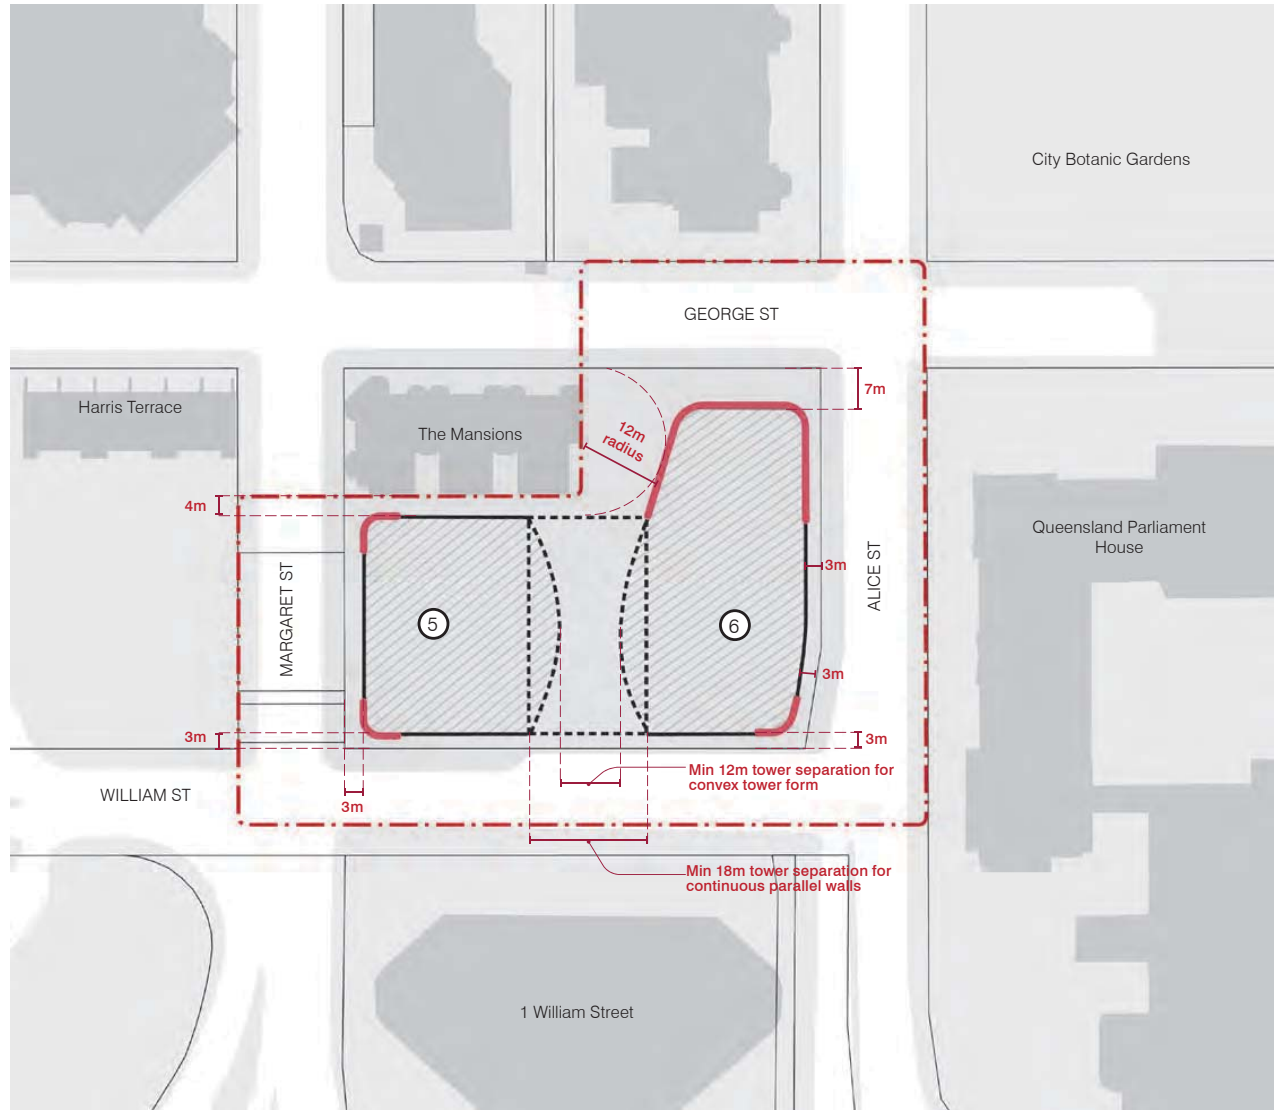 City Botanic Gardens
GEORGE ST
7m
Harris Terrace
The Mansions
12m
radius
4m
Queensland Parliament
House
MARGARET ST
ALICE ST
3m
5
6
3m
3m
3m
Min 12m tower separation for
convex tower form
WILLIAM ST
3m
Min 18m tower separation for
continuous parallel walls
1 William Street